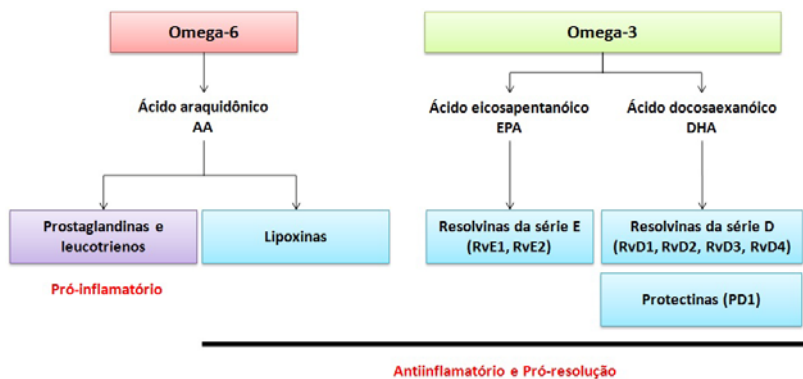 Omega-6
Omega-3
Ácido araquidônico
AA
Ácido eicosapentanóico
EPA
Ácido docosaexanóico
DHA
Prostaglandinas e
leucotrienos
Lipoxinas
Resolvinas da série E
(RvE1, RvE2)
Resolvinas da série D
(RvD1, RvD2, RvD3, RvD4)
Pró-inflamatório
Protectinas (PD1)
Antiinflamatório e Pró-resolução